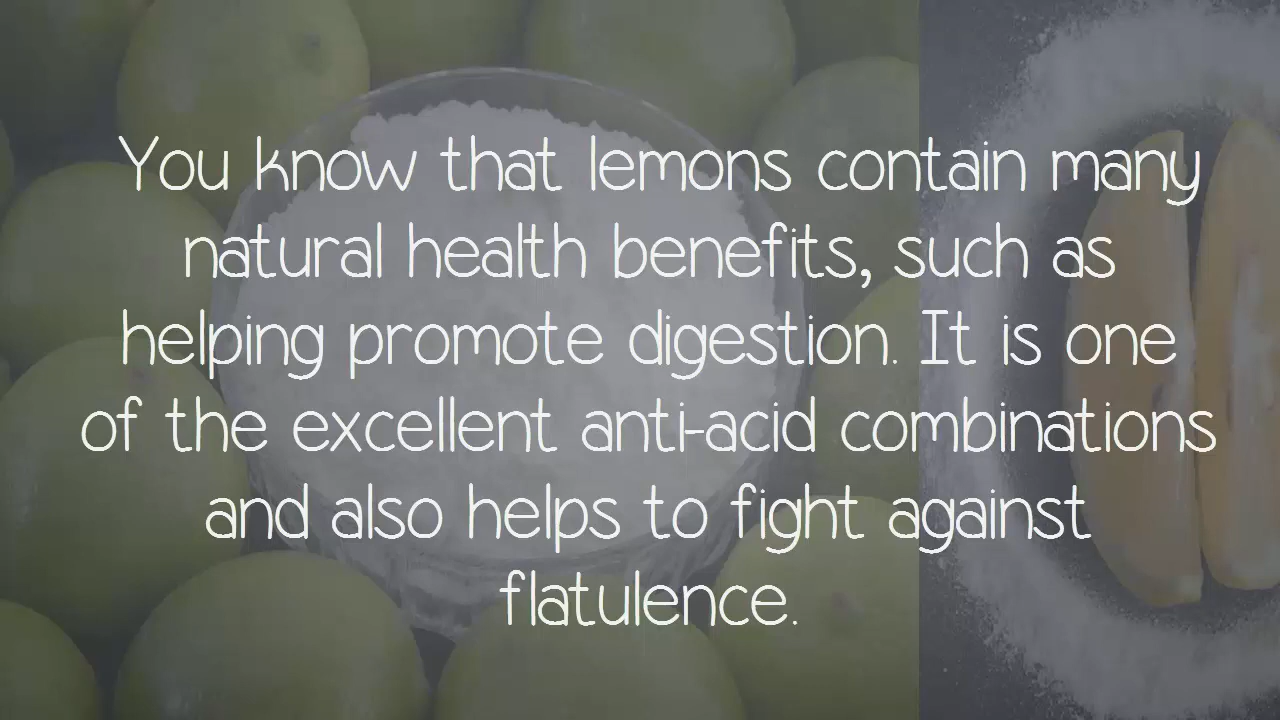 You know that lemons contain many
natural health benefits, such as
helping promote digestion. It is one
of the excellent anti-acid combinations
and also helps to fight against
flatulence.